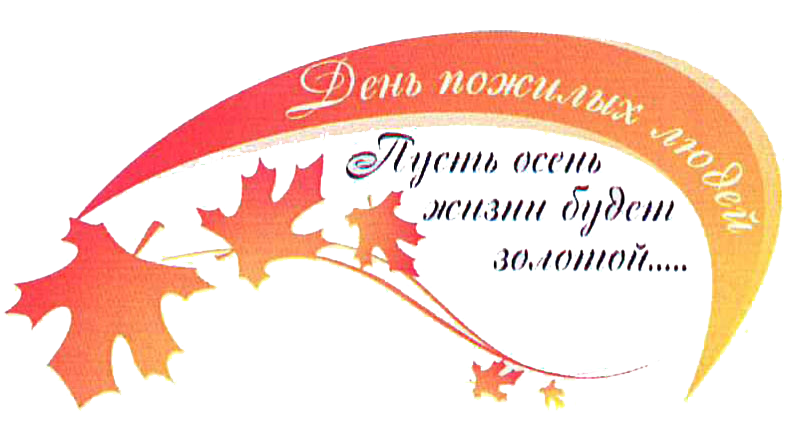 День пожилых людей
Пусть осень
жизни будет
золотой.....